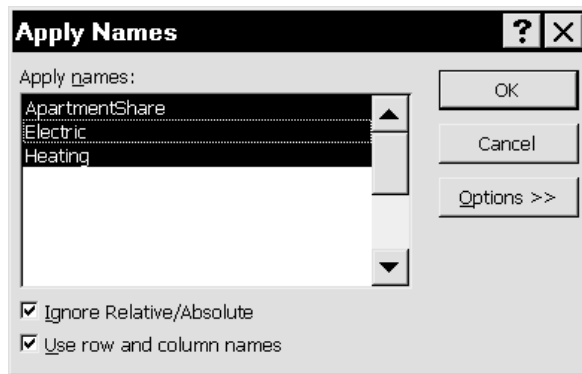 Apply Names
Apply names:
ApartmentShare
Electric
Heating
OK
Cancel
Options >>
Ignore Relative/Absolute
Use row and column names